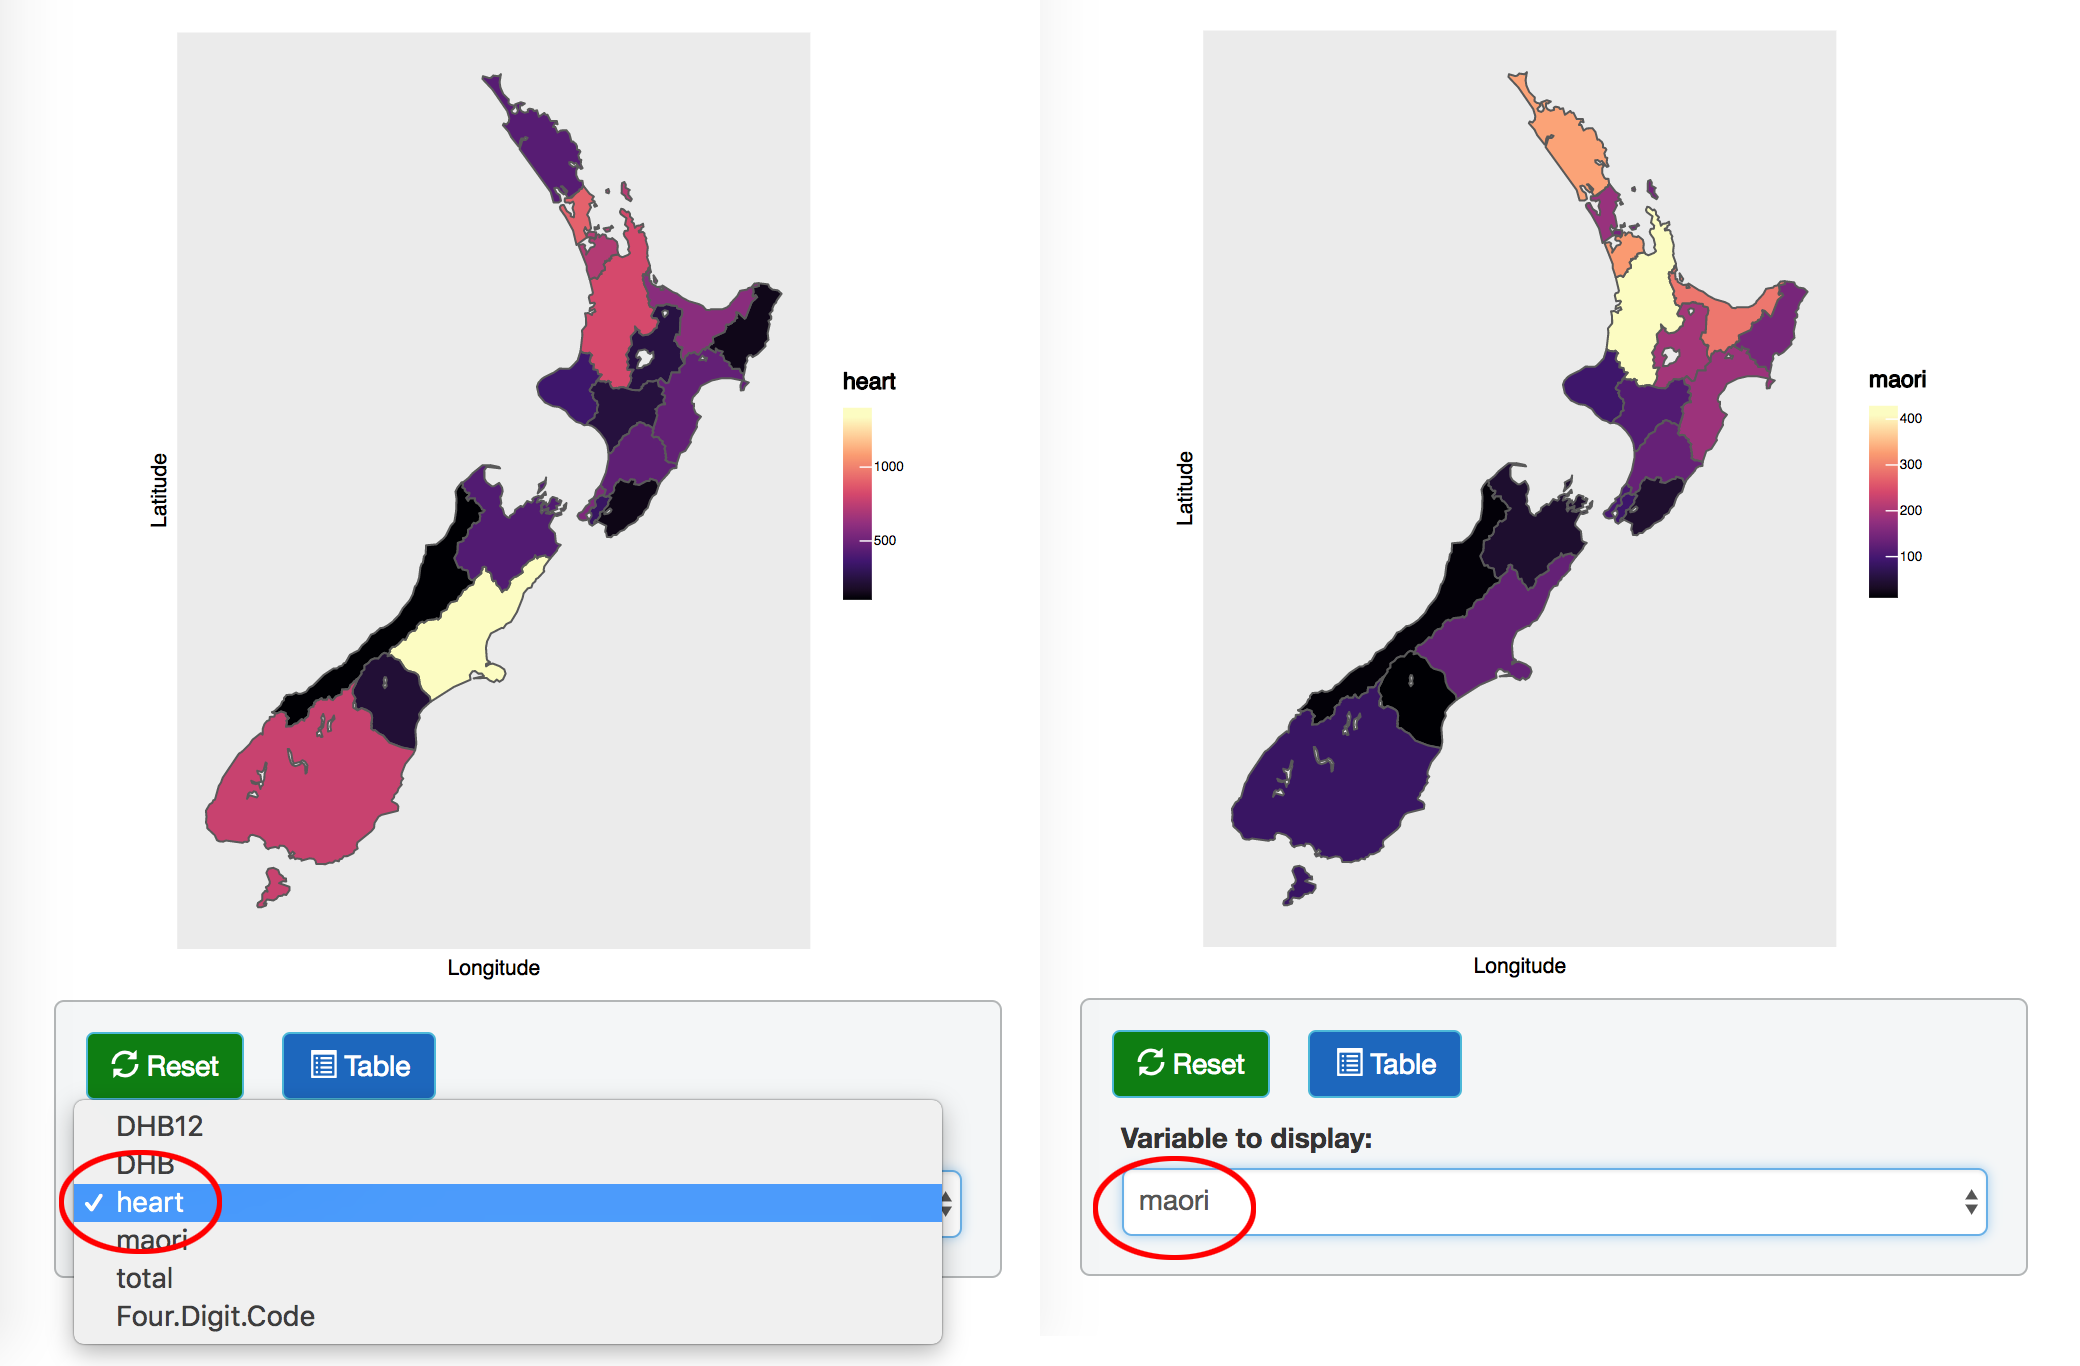 Latitude
heart
1000
500
Longitude
Reset
Table
DHB12
DHB
heart
maori
total
Four.Digit.Code
Latitude
maori
400
300
200
100
Longitude
Reset
Table
Variable to display:
maori